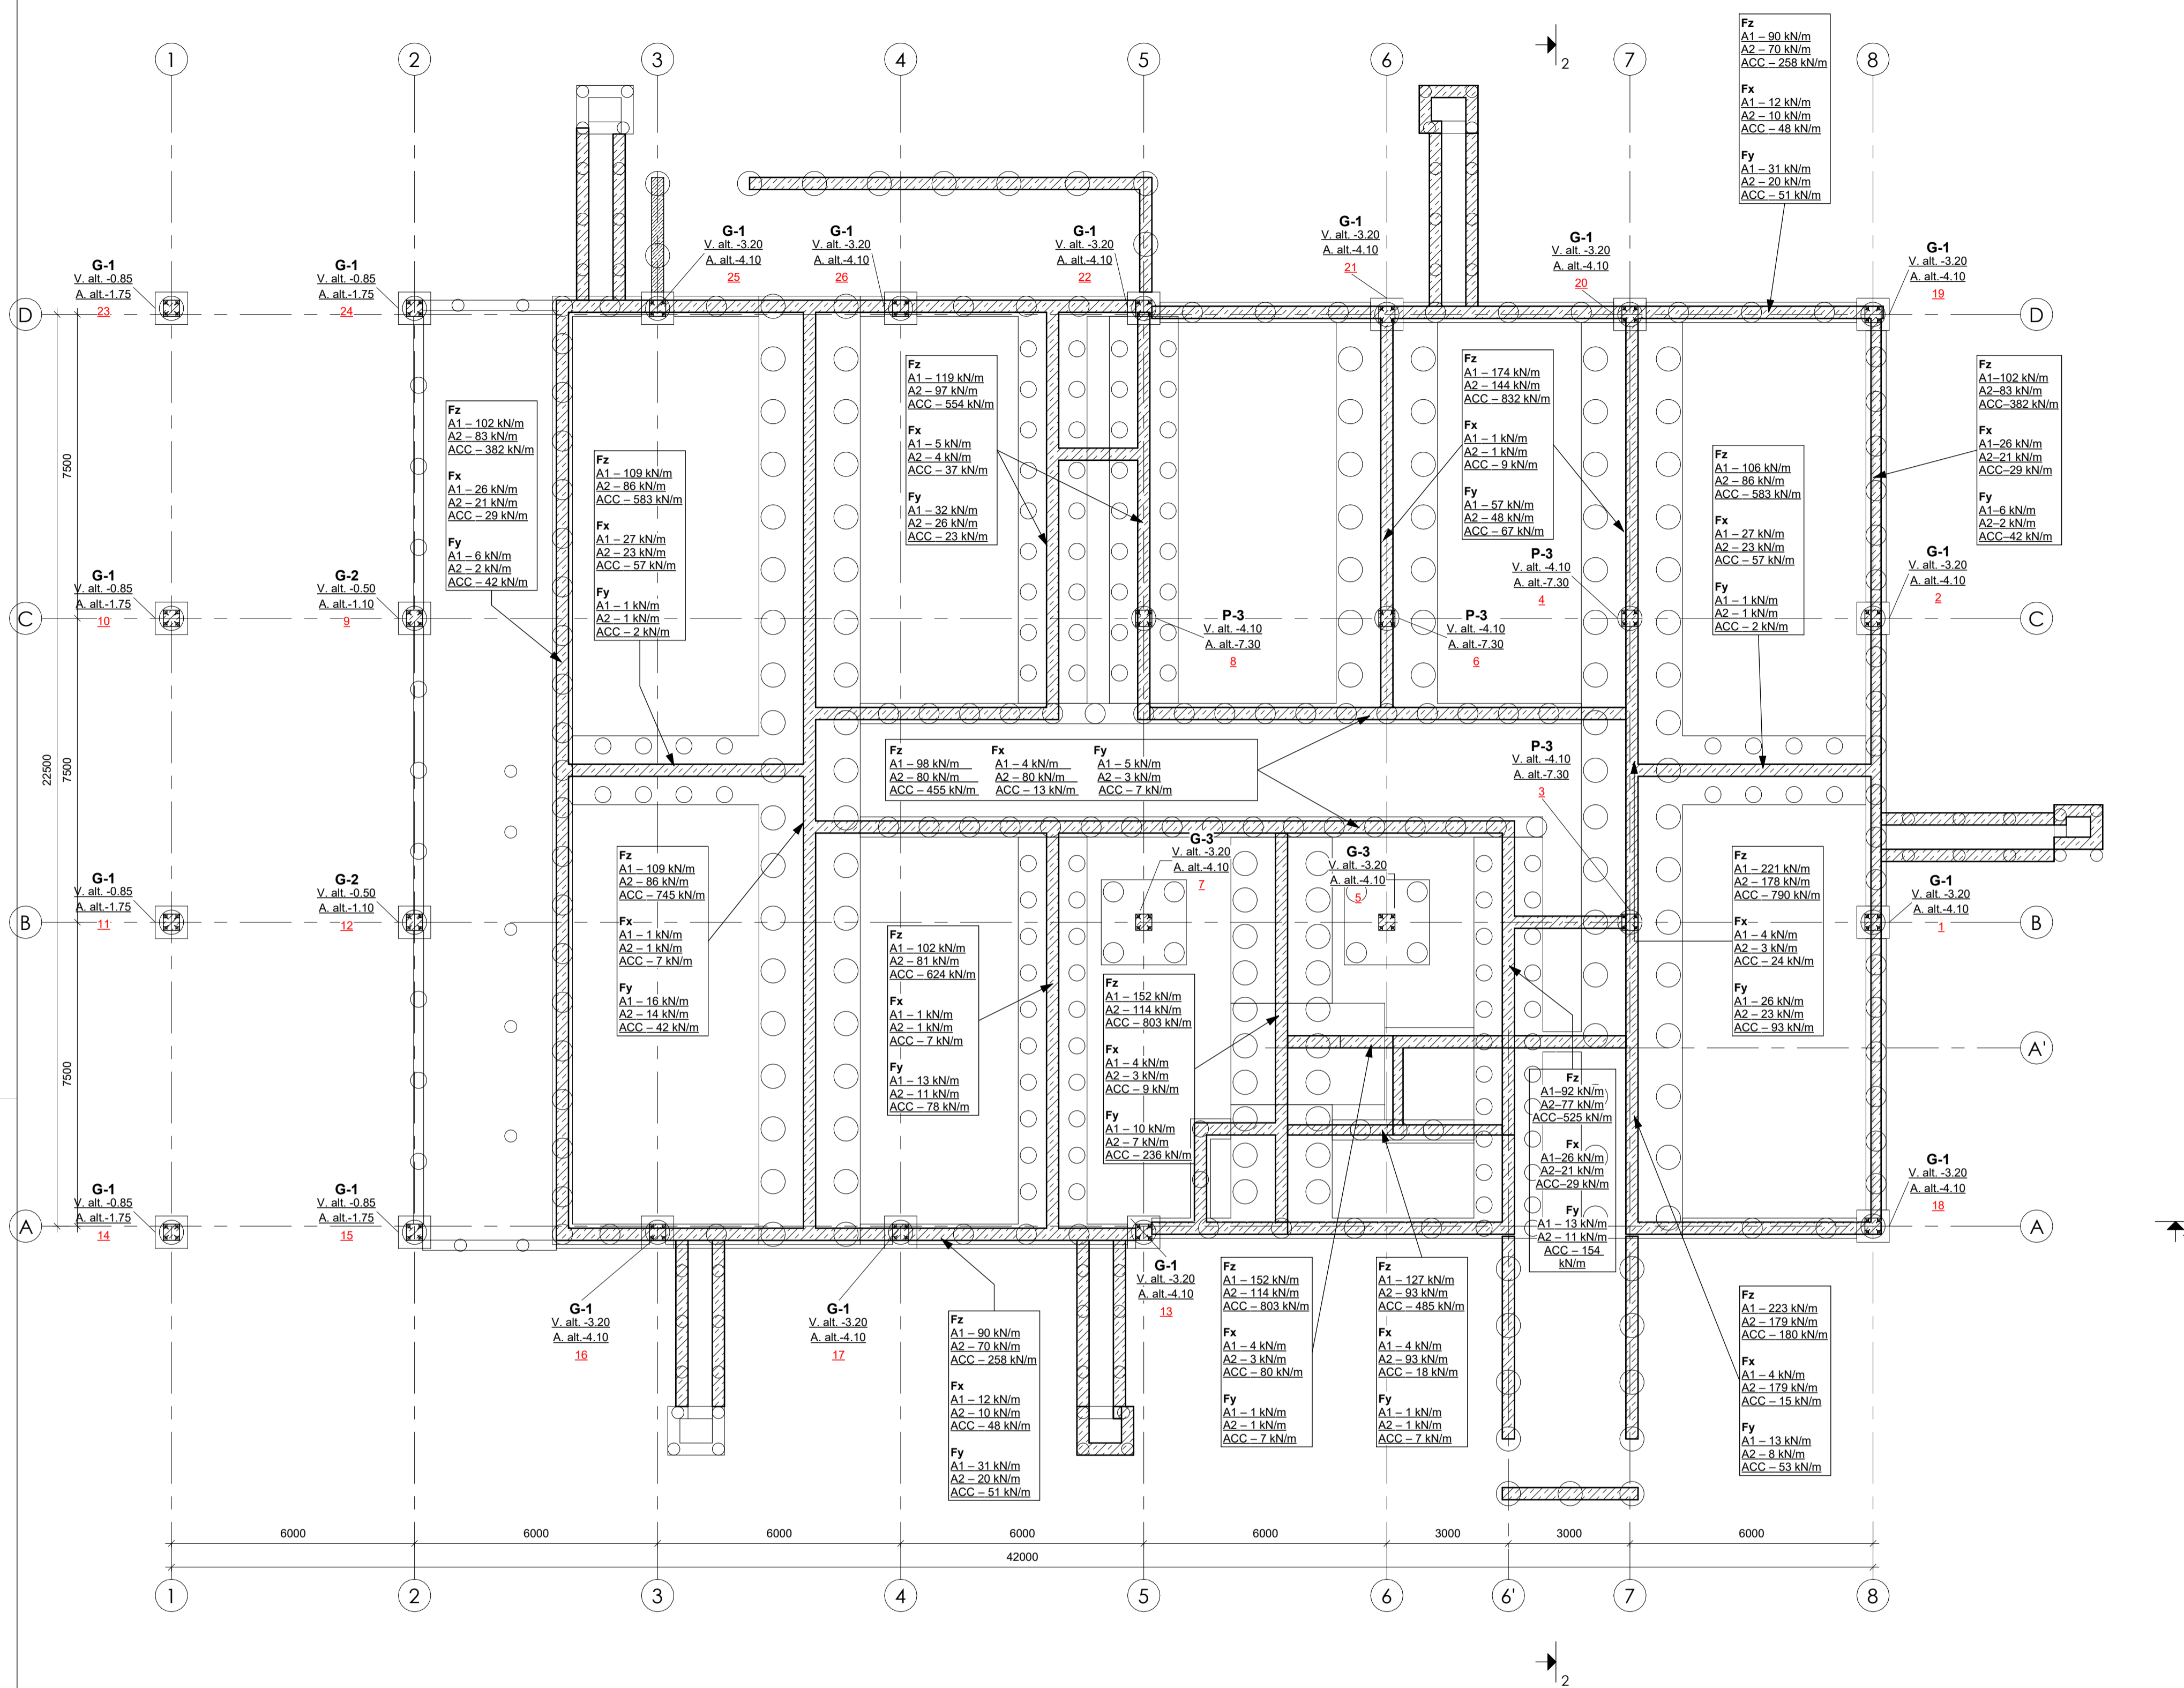 Fz
A1 – 90 kN/m
A2 – 70 kN/m
ACC – 258 kN/m
Fx
A1 – 12 kN/m
A2 – 10 kN/m
ACC – 48 kN/m
Fy
A1 – 31 kN/m
A2 – 20 kN/m
ACC – 51 kN/m
2
1
2
3
4
5
6
7
8
G-1
V. alt. -0.85
A. alt.-1.75
23
G-1
V. alt. -0.85
A. alt.-1.75
24
G-1
V. alt. -3.20
A. alt.-4.10
25
G-1
V. alt. -3.20
A. alt.-4.10
26
G-1
V. alt. -3.20
A. alt.-4.10
22
G-1
V. alt. -3.20
A. alt.-4.10
21
G-1
V. alt. -3.20
A. alt.-4.10
20
G-1
V. alt. -3.20
A. alt.-4.10
19
D
D
Fz
A1 – 102 kN/m
A2 – 83 kN/m
ACC – 382 kN/m
Fx
A1 – 26 kN/m
A2 – 21 kN/m
ACC – 29 kN/m
Fy
A1 – 6 kN/m
A2 – 2 kN/m
ACC – 42 kN/m
Fz
A1 – 109 kN/m
A2 – 86 kN/m
ACC – 583 kN/m
Fx
A1 – 27 kN/m
A2 – 23 kN/m
ACC – 57 kN/m
Fy
A1 – 1 kN/m
A2 – 1 kN/m
ACC – 2 kN/m
Fz
A1 – 119 kN/m
A2 – 97 kN/m
ACC – 554 kN/m
Fx
A1 – 5 kN/m
A2 – 4 kN/m
ACC – 37 kN/m
Fy
A1 – 32 kN/m
A2 – 26 kN/m
ACC – 23 kN/m
Fz
A1 – 174 kN/m
A2 – 144 kN/m
ACC – 832 kN/m
Fx
A1 – 1 kN/m
A2 – 1 kN/m
ACC – 9 kN/m
Fy
A1 – 57 kN/m
A2 – 48 kN/m
ACC – 67 kN/m
Fz
A1 – 106 kN/m
A2 – 86 kN/m
ACC – 583 kN/m
Fx
A1 – 27 kN/m
A2 – 23 kN/m
ACC – 57 kN/m
Fy
A1 – 1 kN/m
A2 – 1 kN/m
ACC – 2 kN/m
Fz
A1–102 kN/m
A2–83 kN/m
ACC–382 kN/m
Fx
A1–26 kN/m
A2–21 kN/m
ACC–29 kN/m
Fy
A1–6 kN/m
A2–2 kN/m
ACC–42 kN/m
7500
G-1
V. alt. -0.85
A. alt.-1.75
10
G-2
V. alt. -0.50
A. alt.-1.10
9
P-3
V. alt. -4.10
A. alt.-7.30
8
P-3
V. alt. -4.10
A. alt.-7.30
6
P-3
V. alt. -4.10
A. alt.-7.30
4
G-1
V. alt. -3.20
A. alt.-4.10
2
C
C
22500
7500
Fz
A1 – 98 kN/m
A2 – 80 kN/m
ACC – 455 kN/m
Fx
A1 – 4 kN/m
A2 – 80 kN/m
ACC – 13 kN/m
Fy
A1 – 5 kN/m
A2 – 3 kN/m
ACC – 7 kN/m
P-3
V. alt. -4.10
A. alt.-7.30
3
G-3
V. alt. -3.20
A. alt.-4.10
7
G-3
V. alt. -3.20
A. alt.-4.10
5
G-1
V. alt. -0.85
A. alt.-1.75
11
G-2
V. alt. -0.50
A. alt.-1.10
12
G-1
V. alt. -3.20
A. alt.-4.10
1
B
B
Fz
A1 – 109 kN/m
A2 – 86 kN/m
ACC – 745 kN/m
Fx
A1 – 1 kN/m
A2 – 1 kN/m
ACC – 7 kN/m
Fy
A1 – 16 kN/m
A2 – 14 kN/m
ACC – 42 kN/m
Fz
A1 – 102 kN/m
A2 – 81 kN/m
ACC – 624 kN/m
Fx
A1 – 1 kN/m
A2 – 1 kN/m
ACC – 7 kN/m
Fy
A1 – 13 kN/m
A2 – 11 kN/m
ACC – 78 kN/m
Fz
A1 – 152 kN/m
A2 – 114 kN/m
ACC – 803 kN/m
Fx
A1 – 4 kN/m
A2 – 3 kN/m
ACC – 9 kN/m
Fy
A1 – 10 kN/m
A2 – 7 kN/m
ACC – 236 kN/m
Fz
A1 – 221 kN/m
A2 – 178 kN/m
ACC – 790 kN/m
Fx
A1 – 4 kN/m
A2 – 3 kN/m
ACC – 24 kN/m
Fy
A1 – 26 kN/m
A2 – 23 kN/m
ACC – 93 kN/m
A'
Fz
A1–92 kN/m
A2–77 kN/m
ACC–525 kN/m
Fx
A1–26 kN/m
A2–21 kN/m
ACC–29 kN/m
Fy
A1 – 13 kN/m
A2 – 11 kN/m
ACC – 154
kN/m
7500
G-1
V. alt. -0.85
A. alt.-1.75
14
G-1
V. alt. -0.85
A. alt.-1.75
15
G-1
V. alt. -3.20
A. alt.-4.10
18
A
A
G-1
V. alt. -3.20
A. alt.-4.10
16
G-1
V. alt. -3.20
A. alt.-4.10
17
G-1
V. alt. -3.20
A. alt.-4.10
13
Fz
A1 – 90 kN/m
A2 – 70 kN/m
ACC – 258 kN/m
Fx
A1 – 12 kN/m
A2 – 10 kN/m
ACC – 48 kN/m
Fy
A1 – 31 kN/m
A2 – 20 kN/m
ACC – 51 kN/m
Fz
A1 – 152 kN/m
A2 – 114 kN/m
ACC – 803 kN/m
Fx
A1 – 4 kN/m
A2 – 3 kN/m
ACC – 80 kN/m
Fy
A1 – 1 kN/m
A2 – 1 kN/m
ACC – 7 kN/m
Fz
A1 – 127 kN/m
A2 – 93 kN/m
ACC – 485 kN/m
Fx
A1 – 4 kN/m
A2 – 93 kN/m
ACC – 18 kN/m
Fy
A1 – 1 kN/m
A2 – 1 kN/m
ACC – 7 kN/m
Fz
A1 – 223 kN/m
A2 – 179 kN/m
ACC – 180 kN/m
Fx
A1 – 4 kN/m
A2 – 179 kN/m
ACC – 15 kN/m
Fy
A1 – 13 kN/m
A2 – 8 kN/m
ACC – 53 kN/m
6000
6000
6000
6000
6000
3000
3000
6000
42000
1
2
3
4
5
6
6'
7
8
2